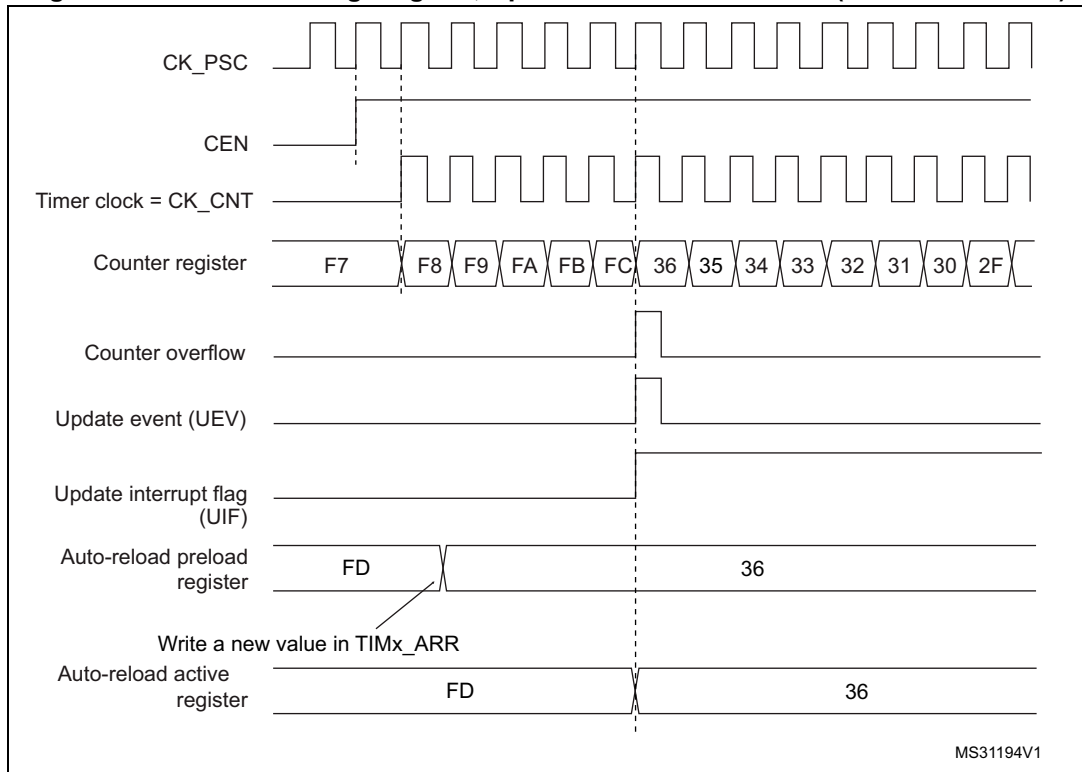 CK_PSC
CEN
Timer clock = CK_CNT
Counter register F7 F8 F9 FA FB FC 36 35 34 33 32 31 30 2F
Counter overflow
Update event (UEV)
Update interrupt flag
(UIF)
Auto-reload preload
register
FD 36
Write a new value in TIMx_ARR
Auto-reload active
register
FD 36
MS31194V1